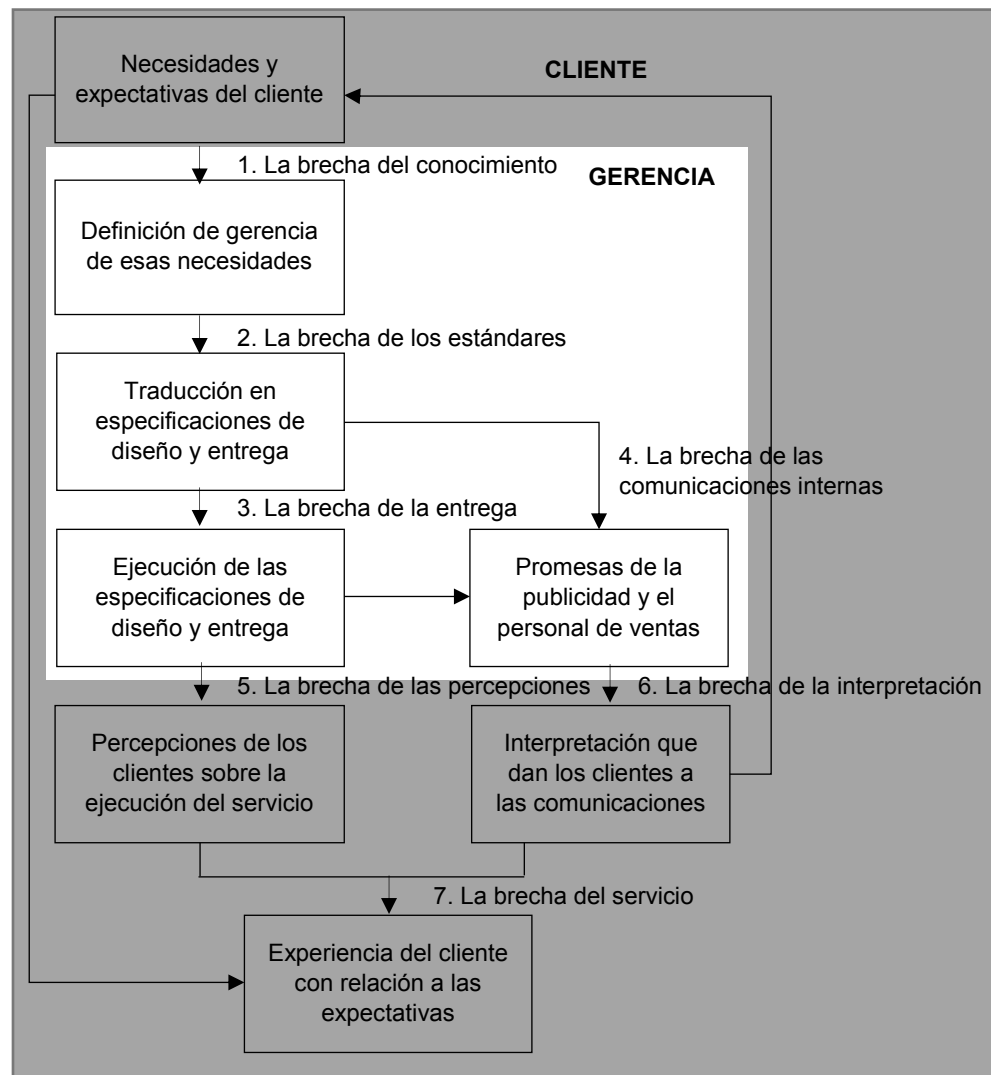 Necesidades y
expectativas del cliente
CLIENTE
1. La brecha del conocimiento
GERENCIA
Definición de gerencia
de esas necesidades
2. La brecha de los estándares
Traducción en
especificaciones de
diseño y entrega
4. La brecha de las
comunicaciones internas
3. La brecha de la entrega
Ejecución de las
especificaciones de
diseño y entrega
Promesas de la
publicidad y el
personal de ventas
5. La brecha de las percepciones
6. La brecha de la interpretación
Percepciones de los
clientes sobre la
ejecución del servicio
Interpretación que
dan los clientes a
las comunicaciones
7. La brecha del servicio
Experiencia del cliente
con relación a las
expectativas